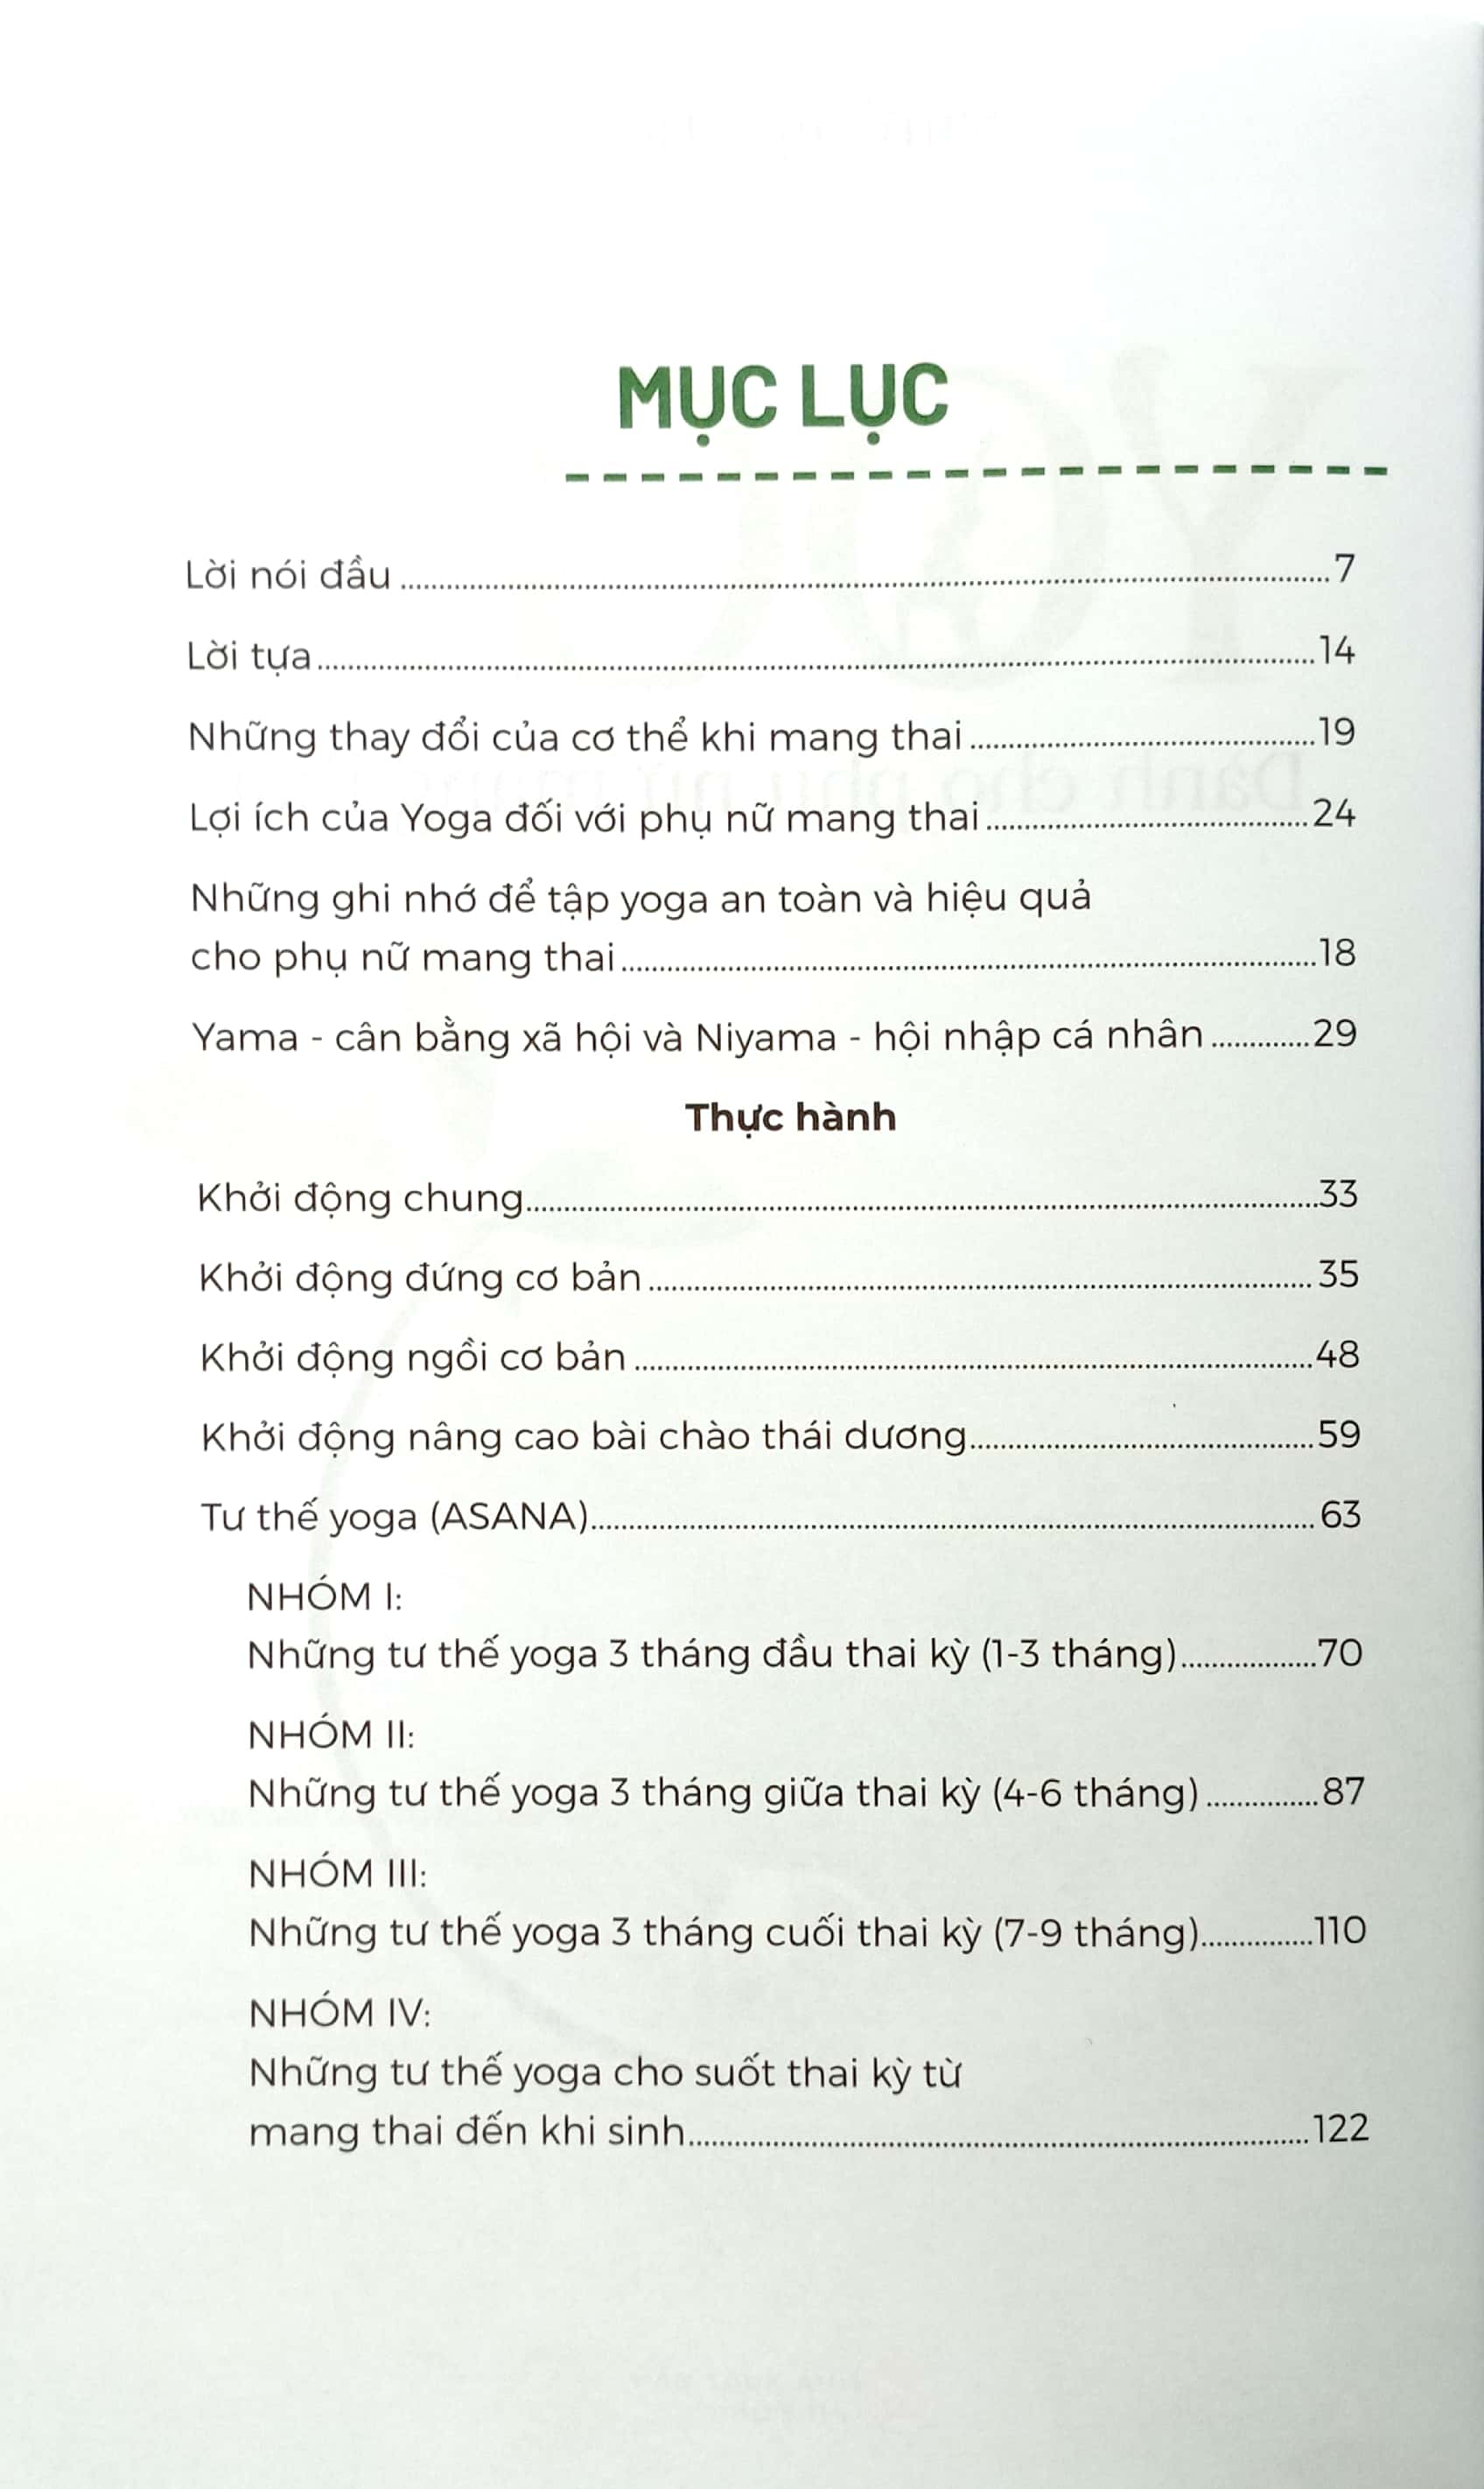 MỤC LỤC
Lời nói đầu ........ 7
Lời tựa ........ 14
Những thay đổi của cơ thể khi mang thai ........ 19
Lợi ích của Yoga đối với phụ nữ mang thai ........ 24
Những ghi nhớ để tập yoga an toàn và hiệu quả
cho phụ nữ mang thai ........ 18
Yama - cân bằng xã hội và Niyama - hội nhập cá nhân ........ 29
Thực hành
Khởi động chung ........ 33
Khởi động đứng cơ bản ........ 35
Khởi động ngồi cơ bản ........ 48
Khởi động nâng cao bài chào thái dương ........ 59
Tư thế yoga (ASANA) ........ 63
NHÓM I:
Những tư thế yoga 3 tháng đầu thai kỳ (1-3 tháng) ........ 70
NHÓM II:
Những tư thế yoga 3 tháng giữa thai kỳ (4-6 tháng) ........ 87
NHÓM III:
Những tư thế yoga 3 tháng cuối thai kỳ (7-9 tháng) ........ 110
NHÓM IV:
Những tư thế yoga cho suốt thai kỳ từ
mang thai đến khi sinh ........ 122